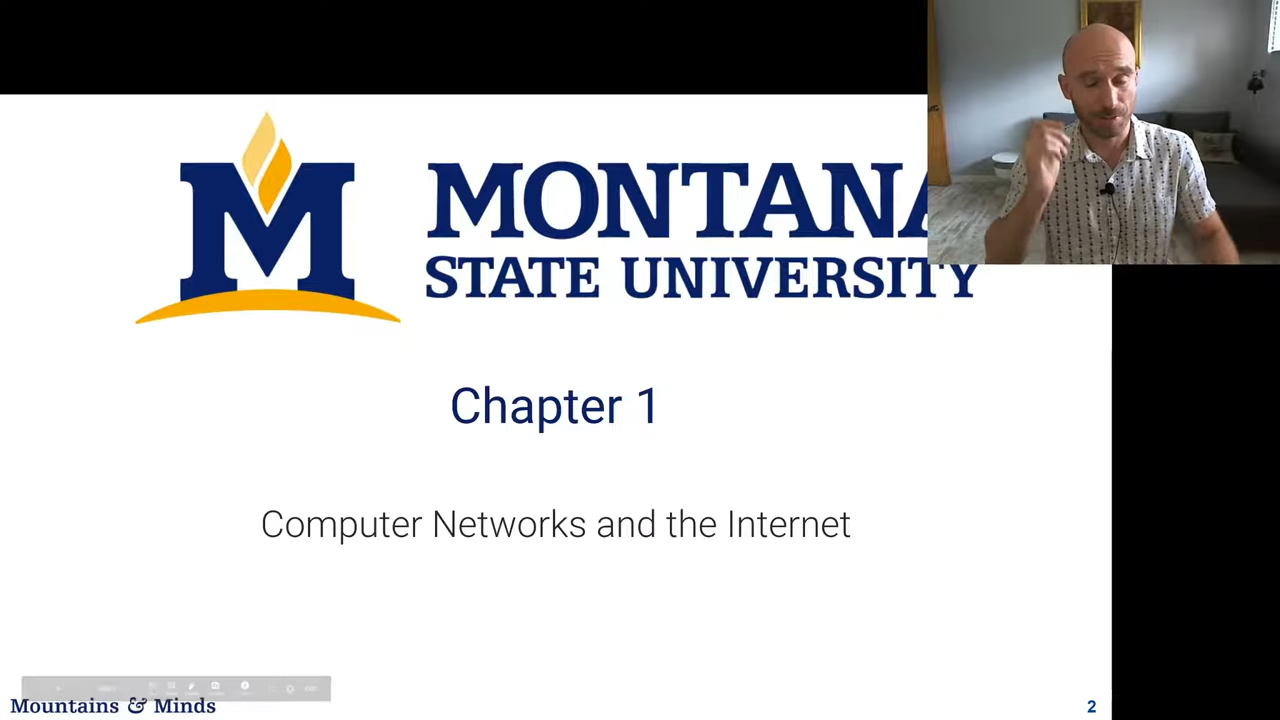 M
MONTANA
STATE UNIVERSITY
Chapter 1
Computer Networks and the Internet
Mountains & Minds
2